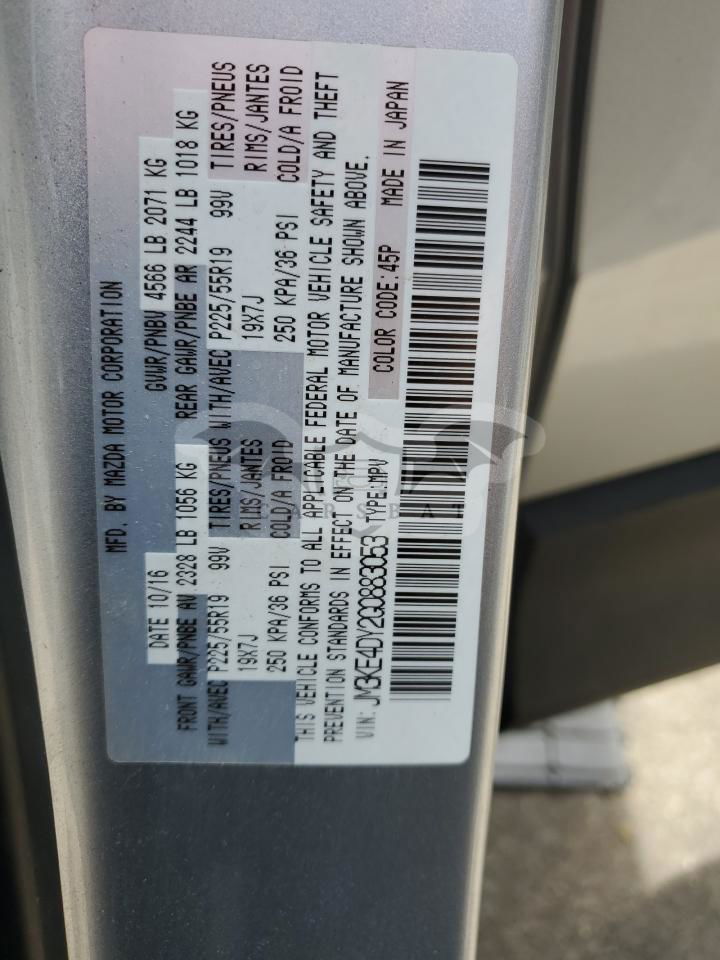 MFD. BY MAZDA MOTOR CORPORATION
DATE 10/16 GVWR/PNBV 4566 LB 2071 KG
FRONT GAWR/PNBE AV 2328 LB 1056 KG REAR GAWR/PNBE AR 2244 LB 1018 KG
WITH/AVEC P225/55R19 99V TIRES/PNEUS WITH/AVEC P225/55R19 99V TIRES/PNEUS
19X7J RIMS/JANTES 19X7J RIMS/JANTES
250 KPA/36 PSI COLD/A FROID 250 KPA/36 PSI COLD/A FROID
THIS VEHICLE CONFORMS TO ALL APPLICABLE FEDERAL MOTOR VEHICLE SAFETY AND THEFT
PREVENTION STANDARDS IN EFFECT ON THE DATE OF MANUFACTURE SHOWN ABOVE.
VIN: JM3KE4DY2G0883053 TYPE:MPV COLOR CODE:45P MADE IN JAPAN
CARSBAT